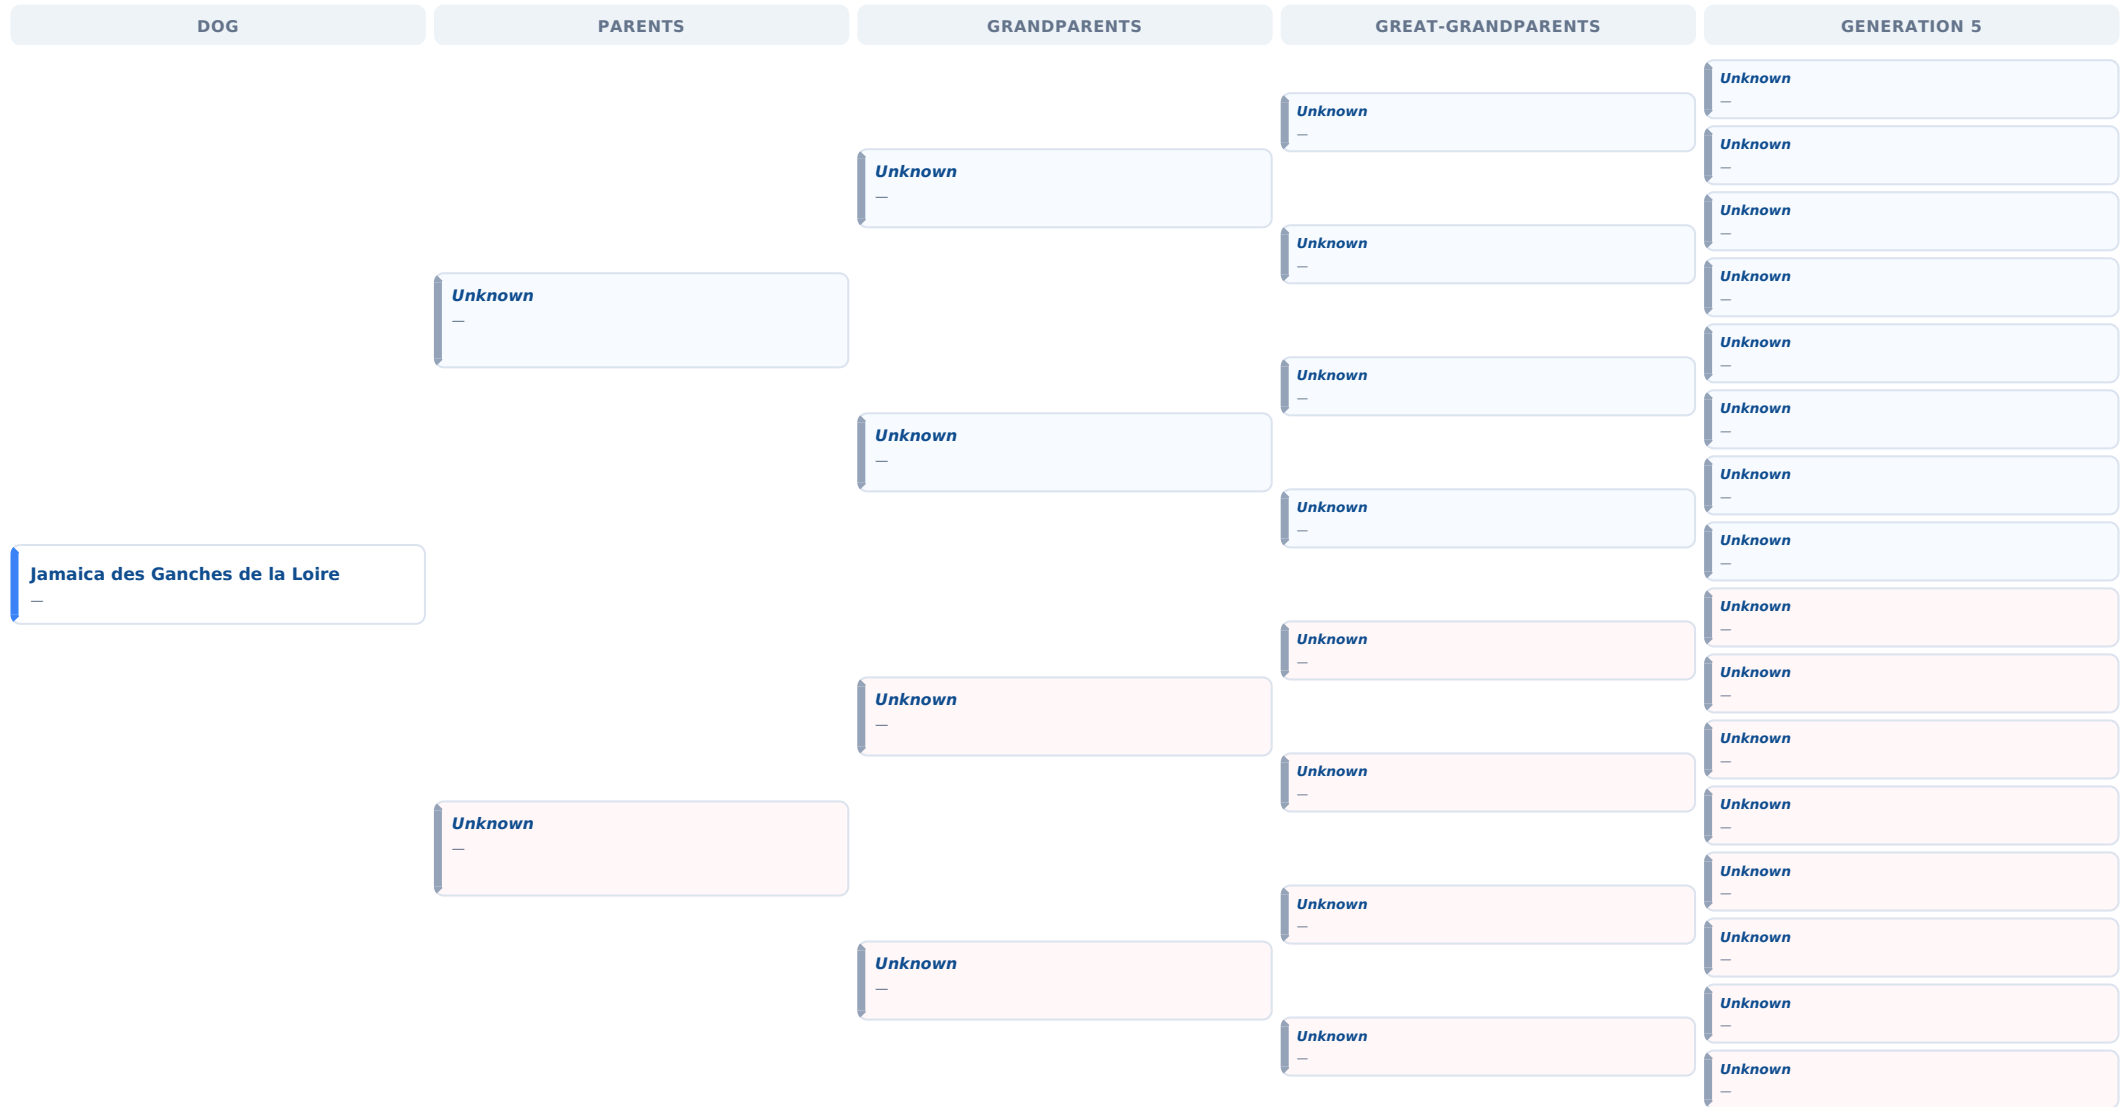 DOG
PARENTS
GRANDPARENTS
GREAT-GRANDPARENTS
GENERATION 5
Jamaica des Ganches de la Loire
—
Unknown
—
Unknown
—
Unknown
—
Unknown
—
Unknown
—
Unknown
—
Unknown
—
Unknown
—
Unknown
—
Unknown
—
Unknown
—
Unknown
—
Unknown
—
Unknown
—
Unknown
—
Unknown
—
Unknown
—
Unknown
—
Unknown
—
Unknown
—
Unknown
—
Unknown
—
Unknown
—
Unknown
—
Unknown
—
Unknown
—
Unknown
—
Unknown
—
Unknown
—
Unknown
—